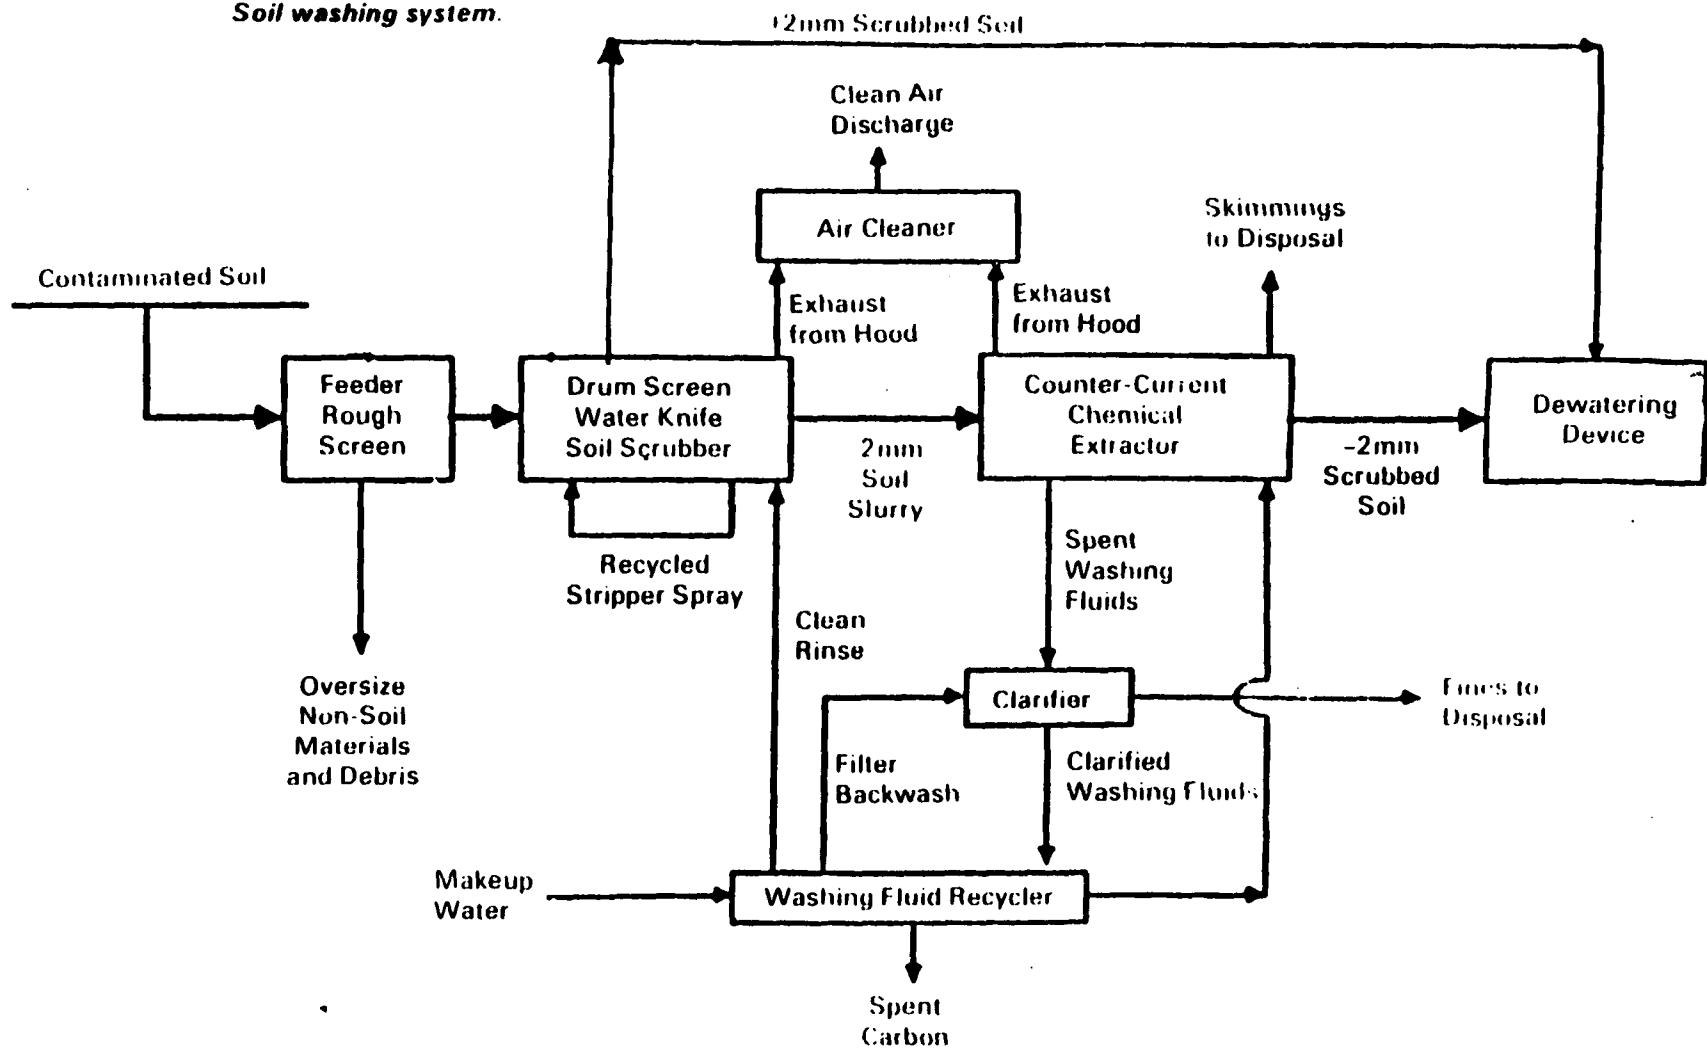 Soil washing system.
+2mm Scrubbed Soil
Clean Air
Discharge
Air Cleaner
Skimmings
to Disposal
Contaminated Soil
Exhaust
from Hood
Exhaust
from Hood
Feeder
Rough
Screen
Drum Screen
Water Knife
Soil Scrubber
2mm
Soil
Slurry
Counter-Current
Chemical
Extractor
-2mm
Scrubbed
Soil
Dewatering
Device
Recycled
Stripper Spray
Spent
Washing
Fluids
Clean
Rinse
Oversize
Non-Soil
Materials
and Debris
Clarifier
Fines to
Disposal
Filter
Backwash
Clarified
Washing Fluids
Makeup
Water
Washing Fluid Recycler
Spent
Carbon